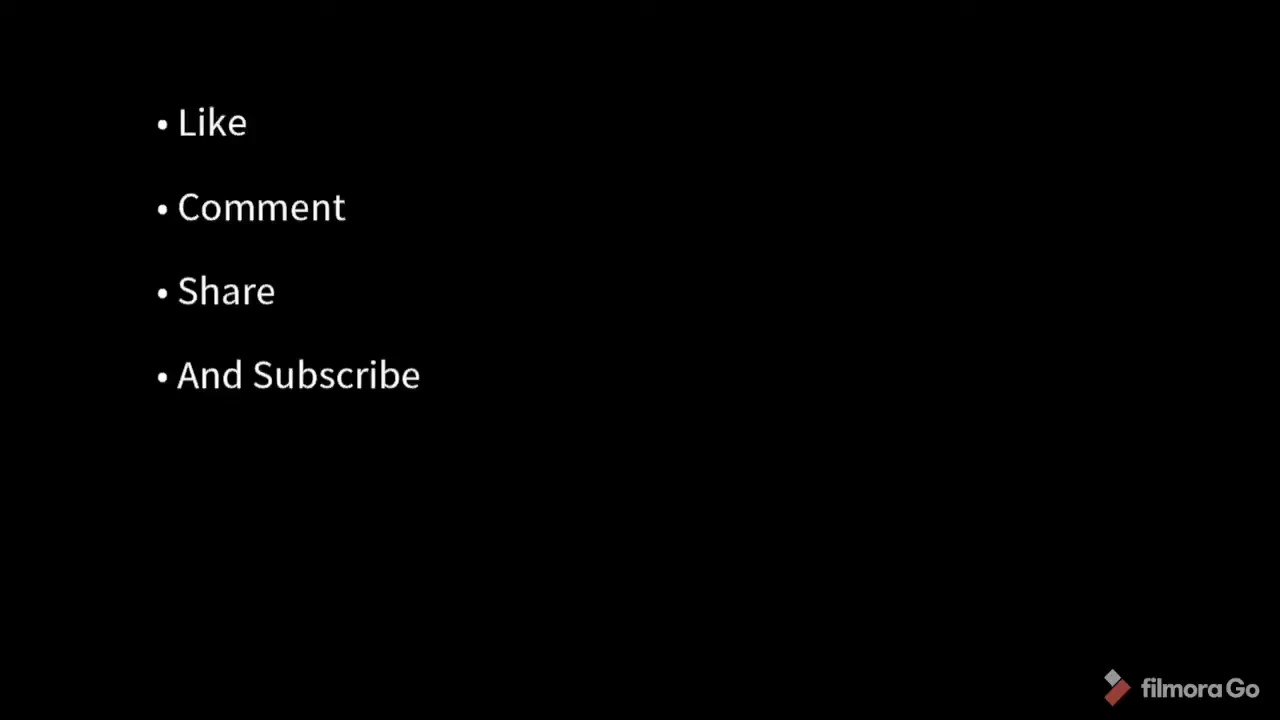 • Like
• Comment
• Share
• And Subscribe
filmora Go